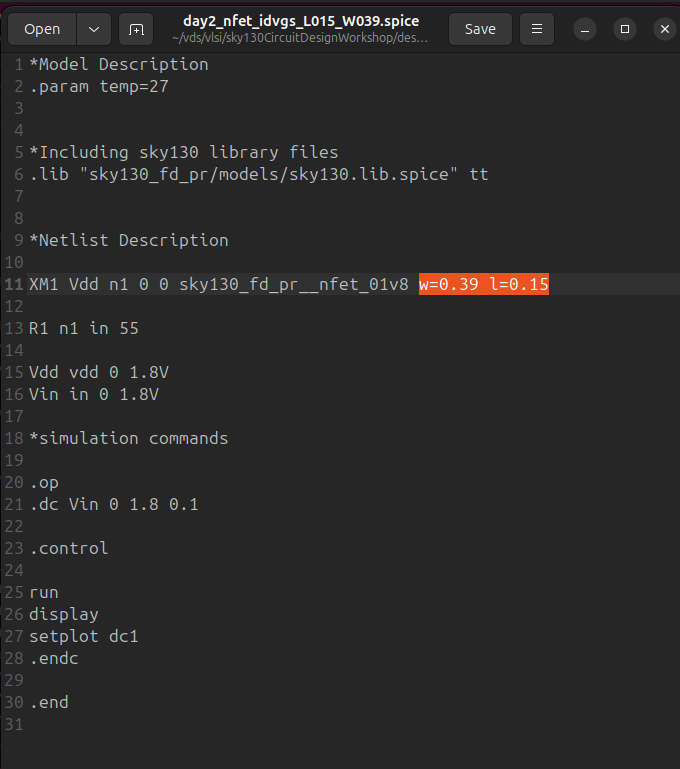 Open
day2_nfet_idvgs_L015_W039.spice
~/vds/vlsi/sky130CircuitDesignWorkshop/des...
Save
1 *Model Description
2 .param temp=27
3
4
5 *Including sky130 library files
6 .lib "sky130_fd_pr/models/sky130.lib.spice" tt
7
8
9 *Netlist Description
10
11 XM1 Vdd n1 0 0 sky130_fd_pr__nfet_01v8 w=0.39 l=0.15
12
13 R1 n1 in 55
14
15 Vdd vdd 0 1.8V
16 Vin in 0 1.8V
17
18 *simulation commands
19
20 .op
21 .dc Vin 0 1.8 0.1
22
23 .control
24
25 run
26 display
27 setplot dc1
28 .endc
29
30 .end
31